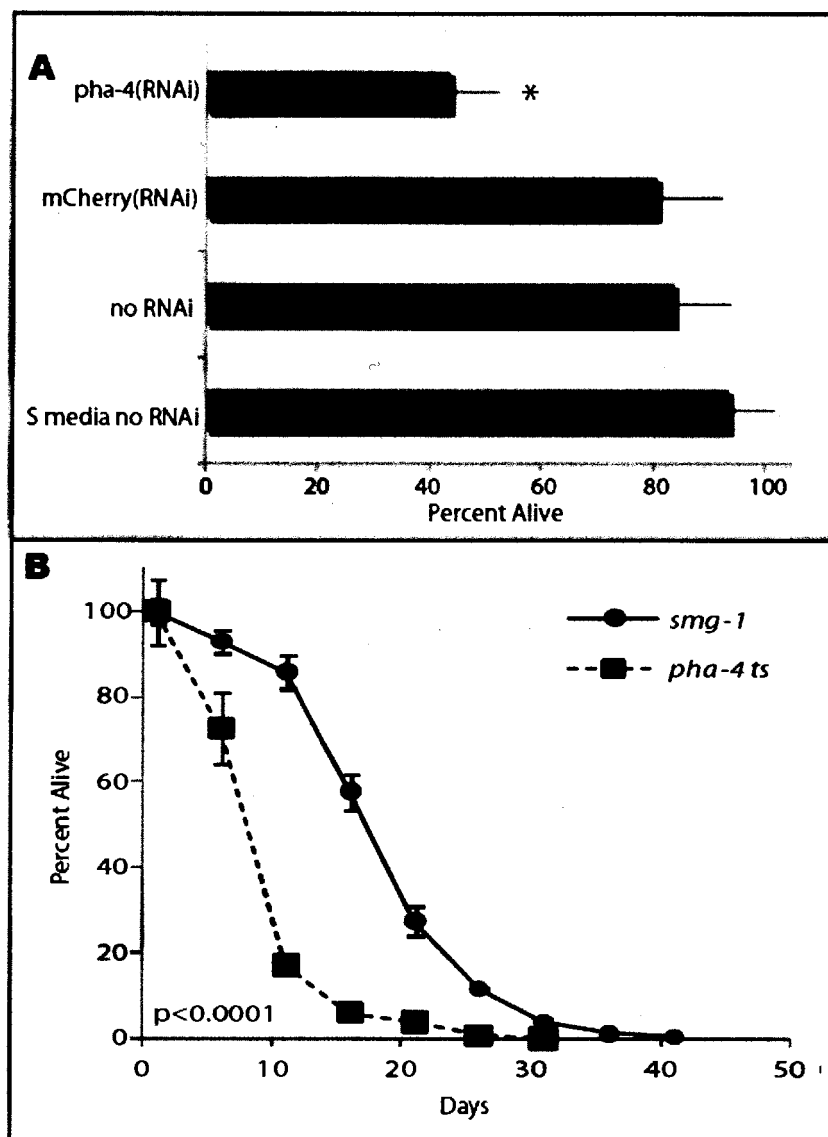 A
pha-4(RNAi)
*
mCherry(RNAi)
no RNAi
S media no RNAi
0 20 40 60 80 100
Percent Alive
B
100
80
60
40
20
0
Percent Alive
smg-1
pha-4 ts
p<0.0001
0 10 20 30 40 50
Days